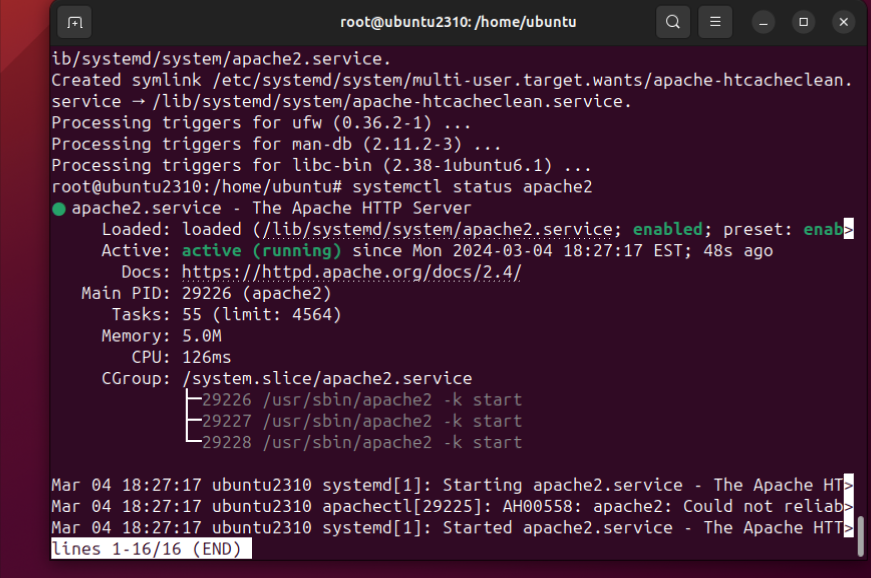 root@ubuntu2310: /home/ubuntu
ib/systemd/system/apache2.service.
Created symlink /etc/systemd/system/multi-user.target.wants/apache-htcacheclean.
service → /lib/systemd/system/apache-htcacheclean.service.
Processing triggers for ufw (0.36.2-1) ...
Processing triggers for man-db (2.11.2-3) ...
Processing triggers for libc-bin (2.38-1ubuntu6.1) ...
root@ubuntu2310:/home/ubuntu# systemctl status apache2
● apache2.service - The Apache HTTP Server
Loaded: loaded (/lib/systemd/system/apache2.service; enabled; preset: enab>
Active: active (running) since Mon 2024-03-04 18:27:17 EST; 48s ago
Docs: https://httpd.apache.org/docs/2.4/
Main PID: 29226 (apache2)
Tasks: 55 (limit: 4564)
Memory: 5.0M
CPU: 126ms
CGroup: /system.slice/apache2.service
├─29226 /usr/sbin/apache2 -k start
├─29227 /usr/sbin/apache2 -k start
└─29228 /usr/sbin/apache2 -k start
Mar 04 18:27:17 ubuntu2310 systemd[1]: Starting apache2.service - The Apache HT>
Mar 04 18:27:17 ubuntu2310 apachectl[29225]: AH00558: apache2: Could not reliab>
Mar 04 18:27:17 ubuntu2310 systemd[1]: Started apache2.service - The Apache HTT>
lines 1-16/16 (END)